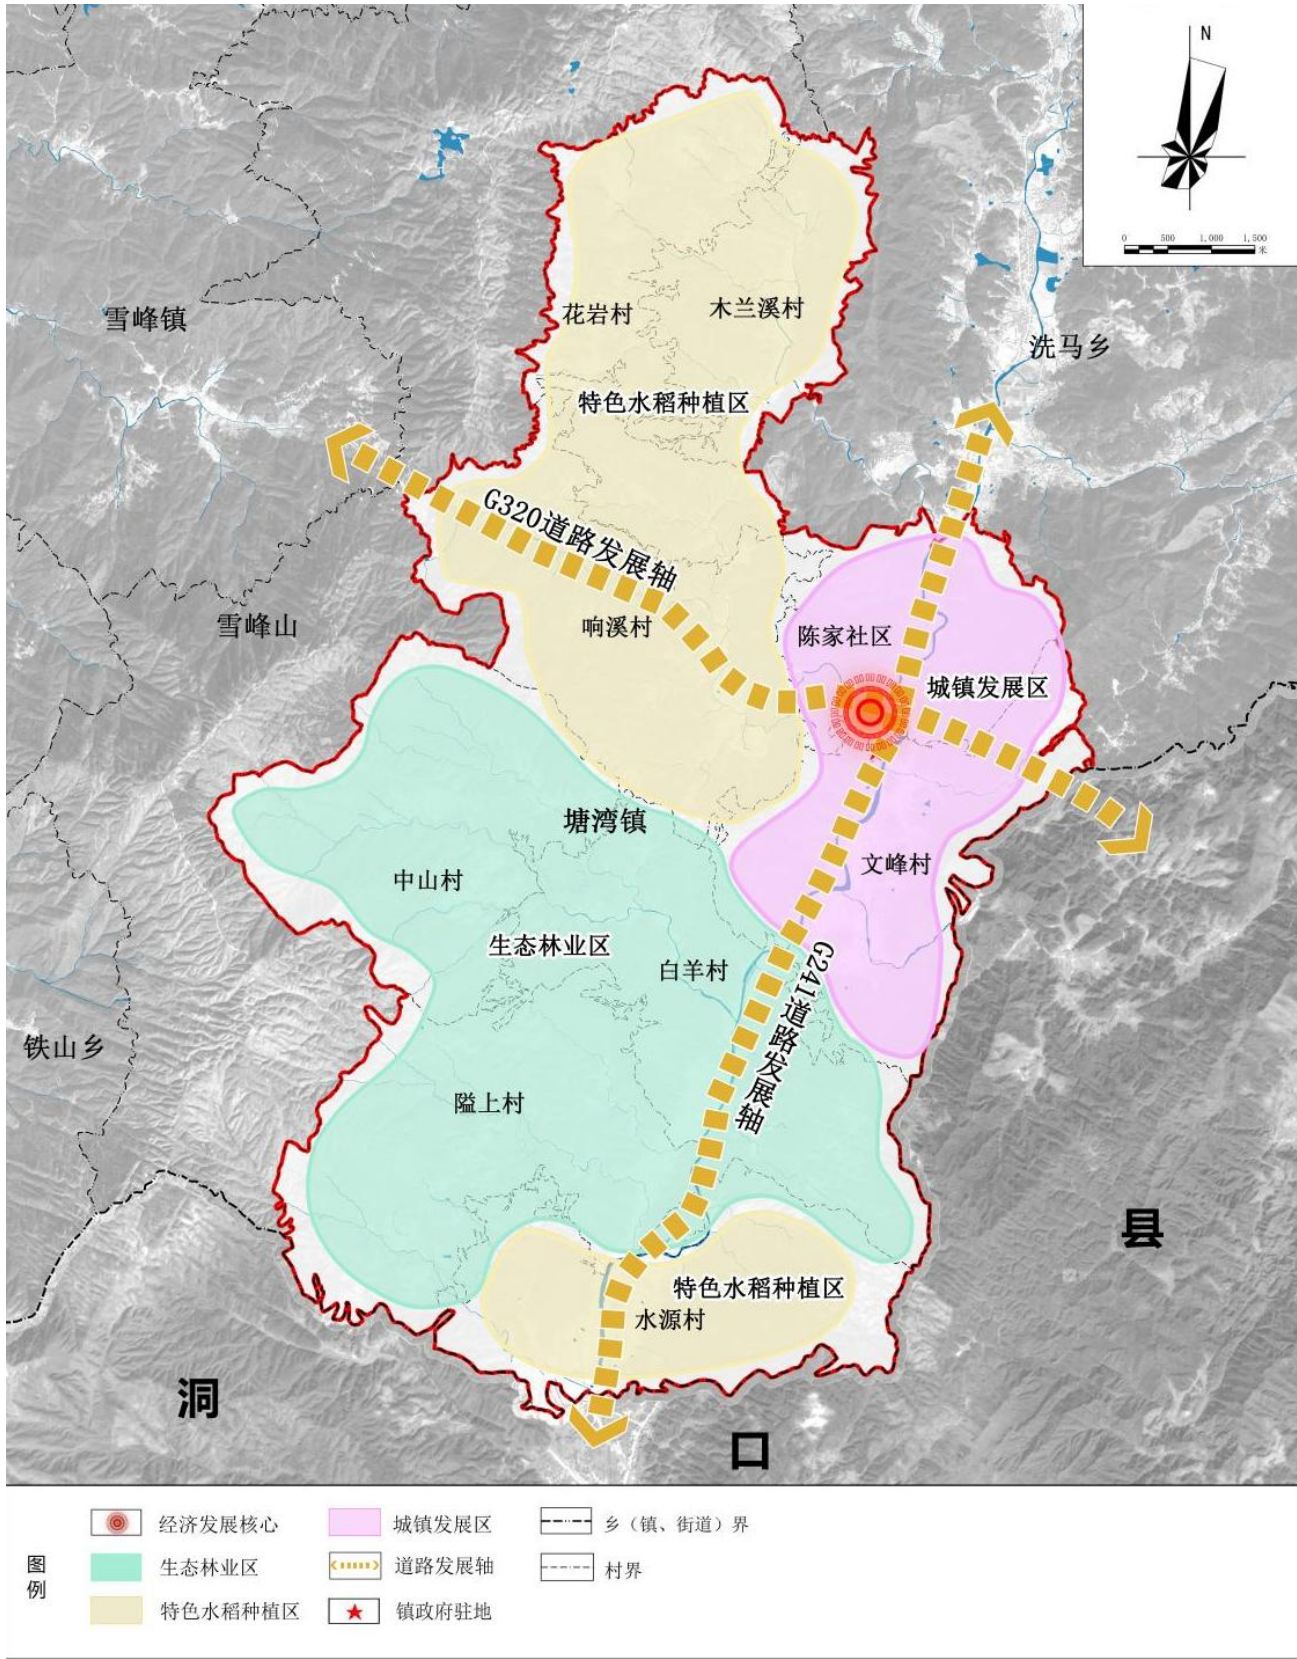 N
0 500 1,000 1,500
米
花岩村
木兰溪村
雪峰镇
洗马乡
特色水稻种植区
G320道路发展轴
响溪村
雪峰山
陈家社区
城镇发展区
塘湾镇
文峰村
中山村
生态林业区
白羊村
G241道路发展轴
铁山乡
隘上村
县
特色水稻种植区
水源村
洞
口
图例
经济发展核心
城镇发展区
乡（镇、街道）界
生态林业区
道路发展轴
村界
特色水稻种植区
镇政府驻地